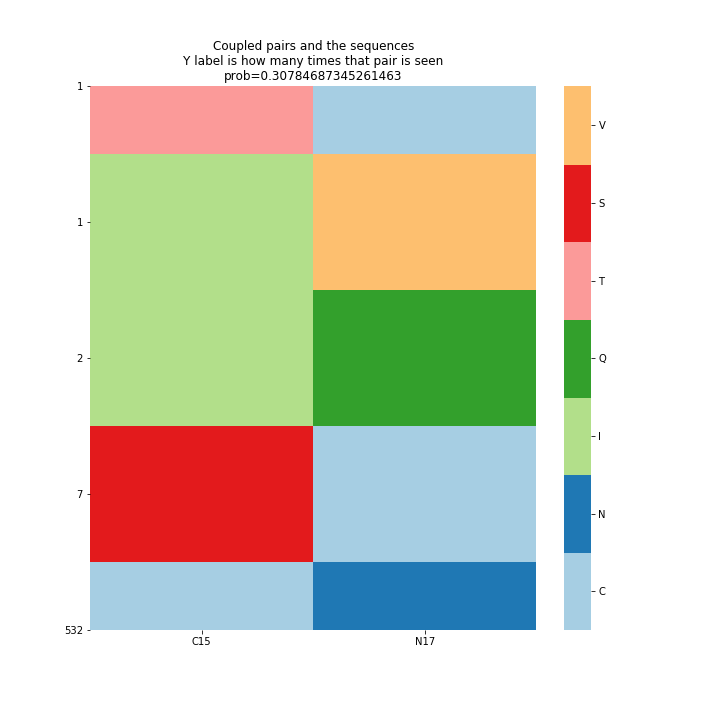 Coupled pairs and the sequences
Y label is how many times that pair is seen
prob=0.30784687345261463
1
1
2
7
532
C15
N17
V
S
T
Q
I
N
C